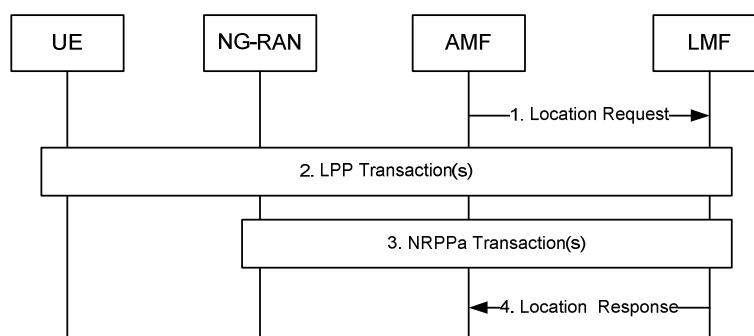 UE
NG-RAN
AMF
LMF
1. Location Request
2. LPP Transaction(s)
3. NRPPa Transaction(s)
4. Location Response